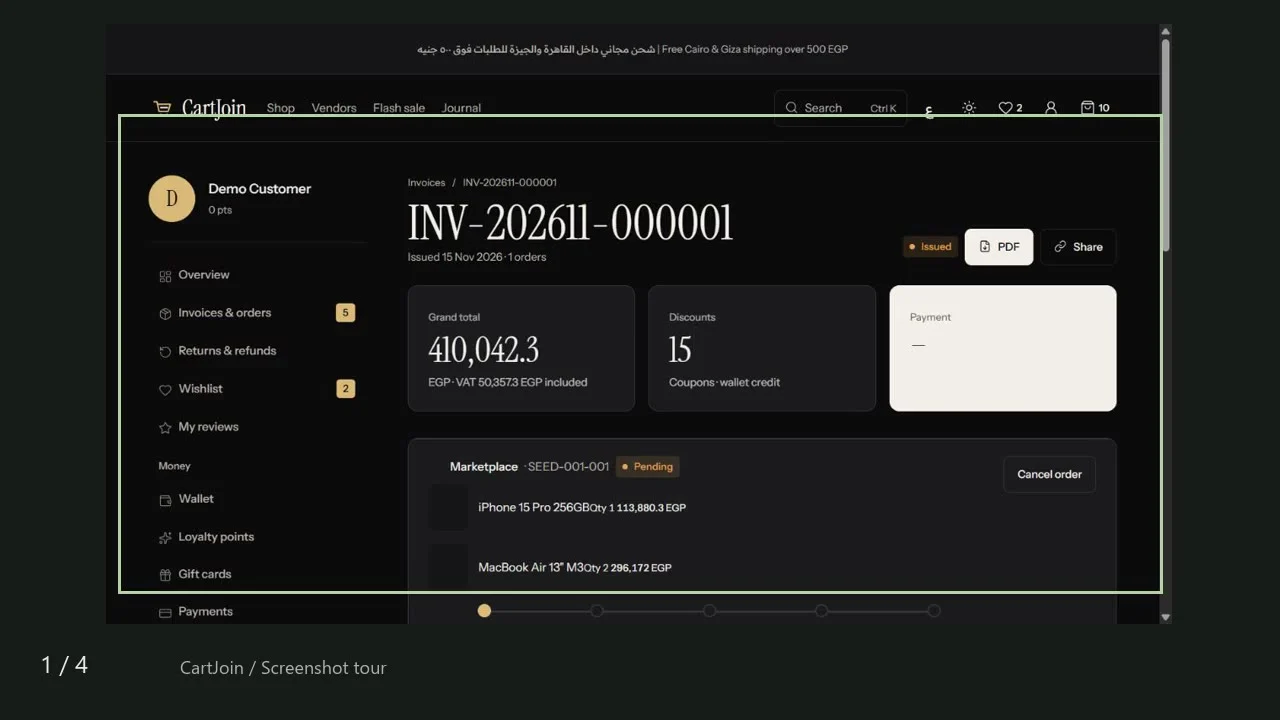 شحن مجاني داخل القاهرة والجيزة للطلبات فوق ٥٠٠ جنيه | Free Cairo & Giza shipping over 500 EGP
CartJoin Shop Vendors Flash sale Journal Search Ctrl K ع 2 10
D Demo Customer
0 pts
Overview
Invoices & orders 5
Returns & refunds
Wishlist 2
My reviews
Money
Wallet
Loyalty points
Gift cards
Payments
Invoices / INV-202611-000001
INV-202611-000001
Issued 15 Nov 2026 · 1 orders
Issued PDF Share
Grand total
410,042.3
EGP · VAT 50,357.3 EGP included
Discounts
15
Coupons · wallet credit
Payment
—
Marketplace · SEED-001-001 Pending
Cancel order
iPhone 15 Pro 256GBQty 1 113,880.3 EGP
MacBook Air 13" M3Qty 2 296,172 EGP
1 / 4 CartJoin / Screenshot tour